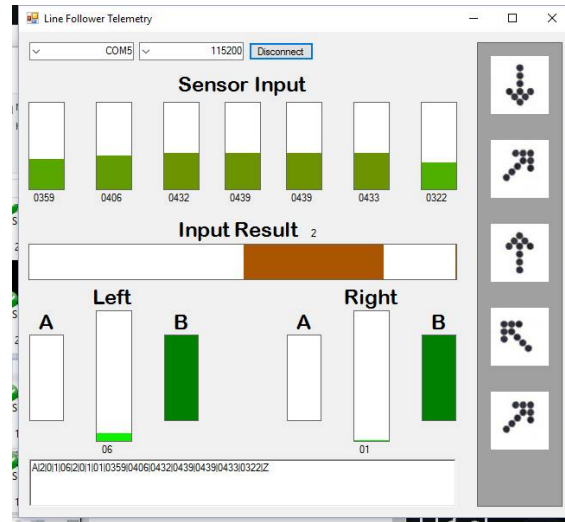 Line Follower Telemetry
COM5 115200 Disconnect
Sensor Input
0359 0406 0432 0439 0439 0433 0322
Input Result 2
Left Right
A B A B
06 01
A|2|0|1|06|2|0|1|01|0359|0406|0432|0439|0439|0433|0322|Z